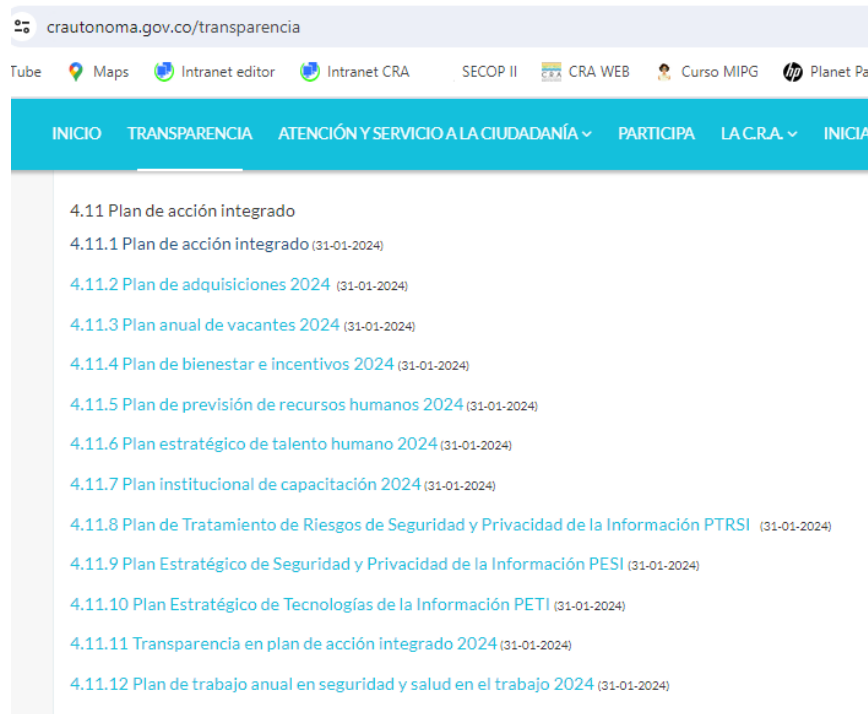 crautonoma.gov.co/transparencia
Tube Maps Intranet editor Intranet CRA SECOP II CRA WEB Curso MIPG Planet Pa
INICIO TRANSPARENCIA ATENCIÓN Y SERVICIO A LA CIUDADANÍA PARTICIPA LA C.R.A. INICIA
4.11 Plan de acción integrado
4.11.1 Plan de acción integrado (31-01-2024)
4.11.2 Plan de adquisiciones 2024 (31-01-2024)
4.11.3 Plan anual de vacantes 2024 (31-01-2024)
4.11.4 Plan de bienestar e incentivos 2024 (31-01-2024)
4.11.5 Plan de previsión de recursos humanos 2024 (31-01-2024)
4.11.6 Plan estratégico de talento humano 2024 (31-01-2024)
4.11.7 Plan institucional de capacitación 2024 (31-01-2024)
4.11.8 Plan de Tratamiento de Riesgos de Seguridad y Privacidad de la Información PTRSI (31-01-2024)
4.11.9 Plan Estratégico de Seguridad y Privacidad de la Información PESI (31-01-2024)
4.11.10 Plan Estratégico de Tecnologías de la Información PETI (31-01-2024)
4.11.11 Transparencia en plan de acción integrado 2024 (31-01-2024)
4.11.12 Plan de trabajo anual en seguridad y salud en el trabajo 2024 (31-01-2024)